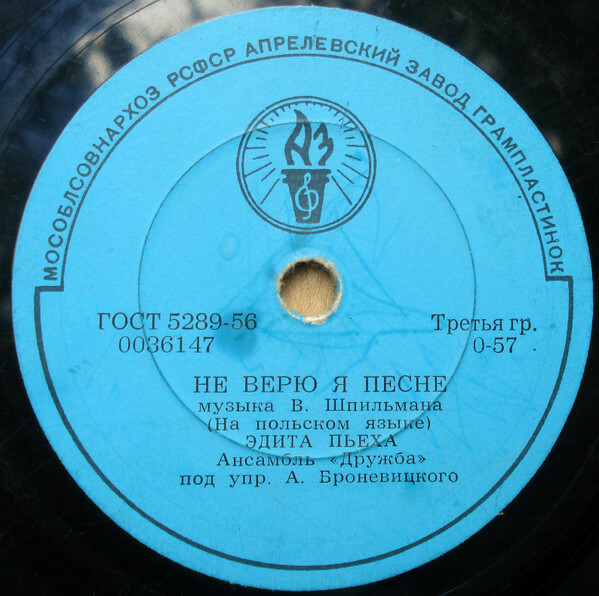 МОСОБЛСОВНАРХОЗ РСФСР АПРЕЛЕВСКИЙ ЗАВОД ГРАМПЛАСТИНОК
АЗ
ГОСТ 5289-56
0036147
Третья гр.
0-57
НЕ ВЕРЮ Я ПЕСНЕ
музыка В. Шпильмана
(На польском языке)
ЭДИТА ПЬЕХА
Ансамбль «Дружба»
под упр. А. Броневицкого